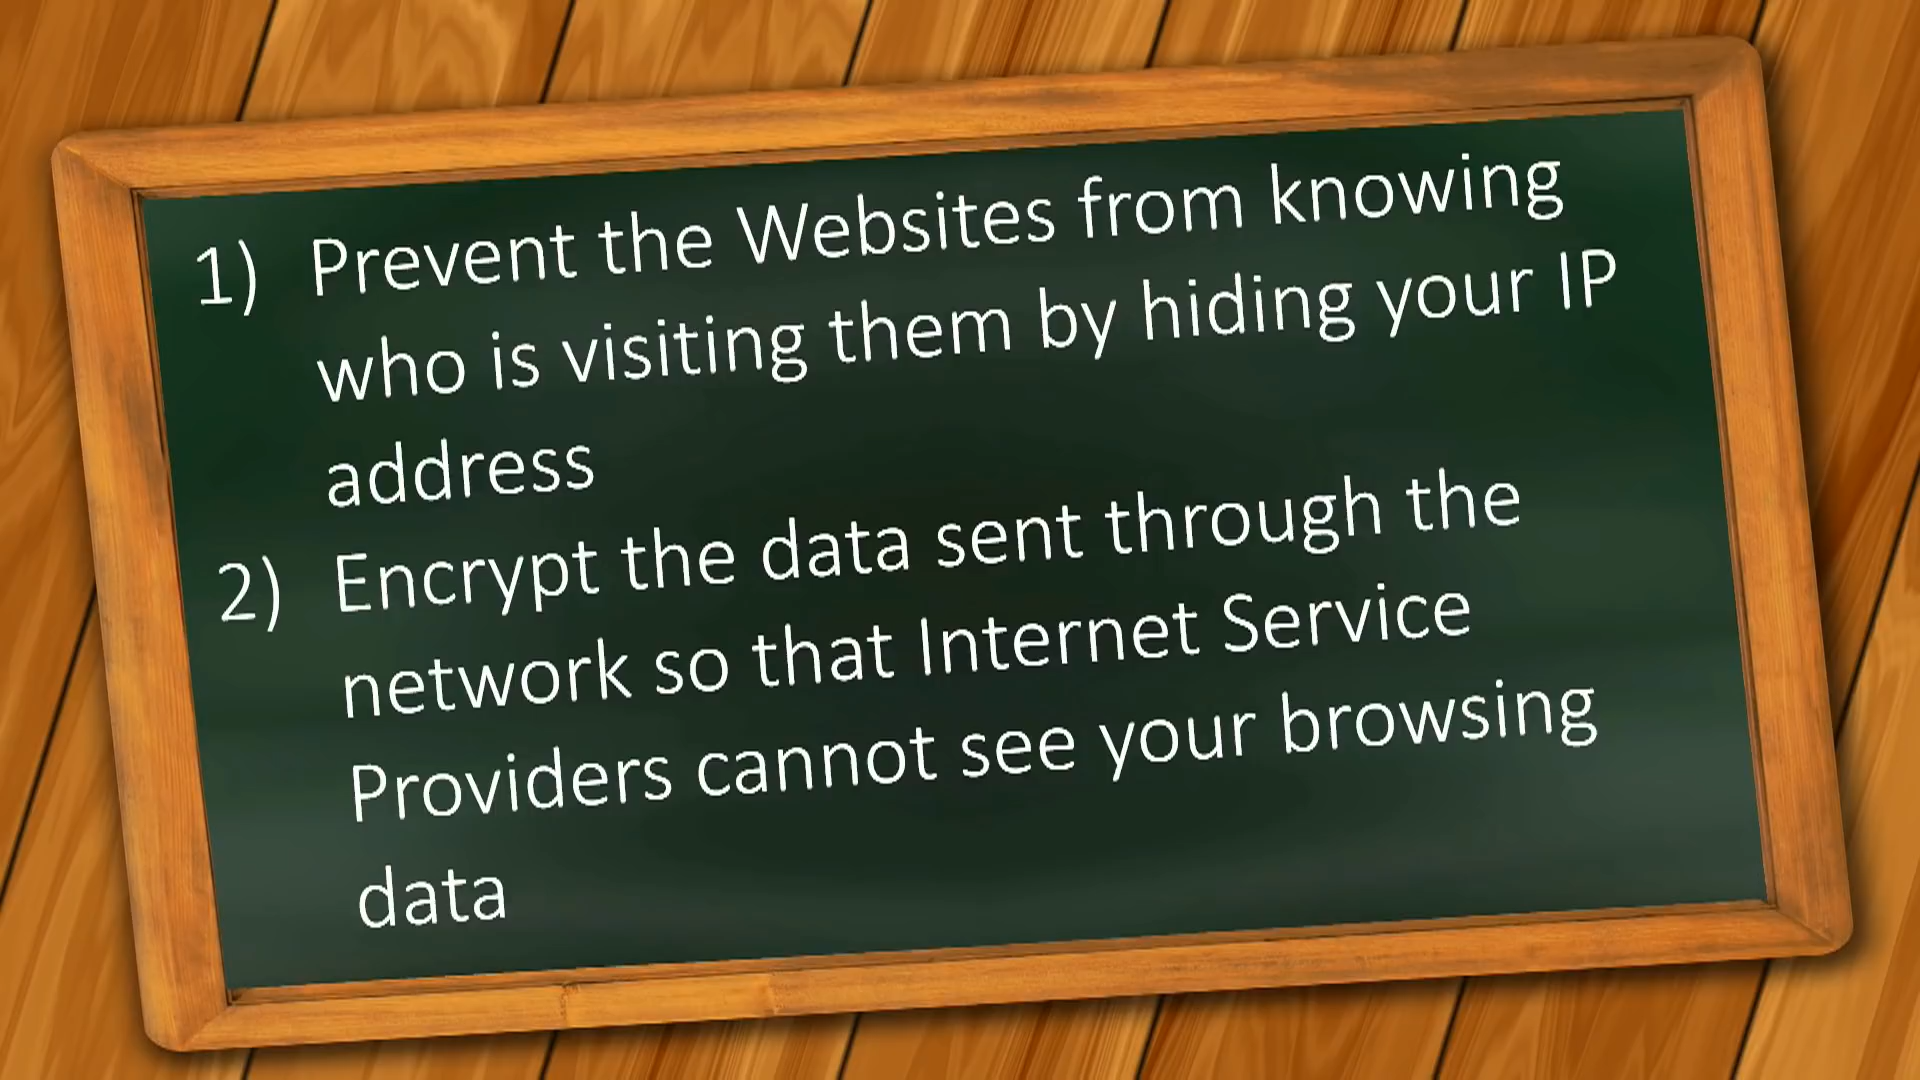 1) Prevent the Websites from knowing
who is visiting them by hiding your IP
address
2) Encrypt the data sent through the
network so that Internet Service
Providers cannot see your browsing
data